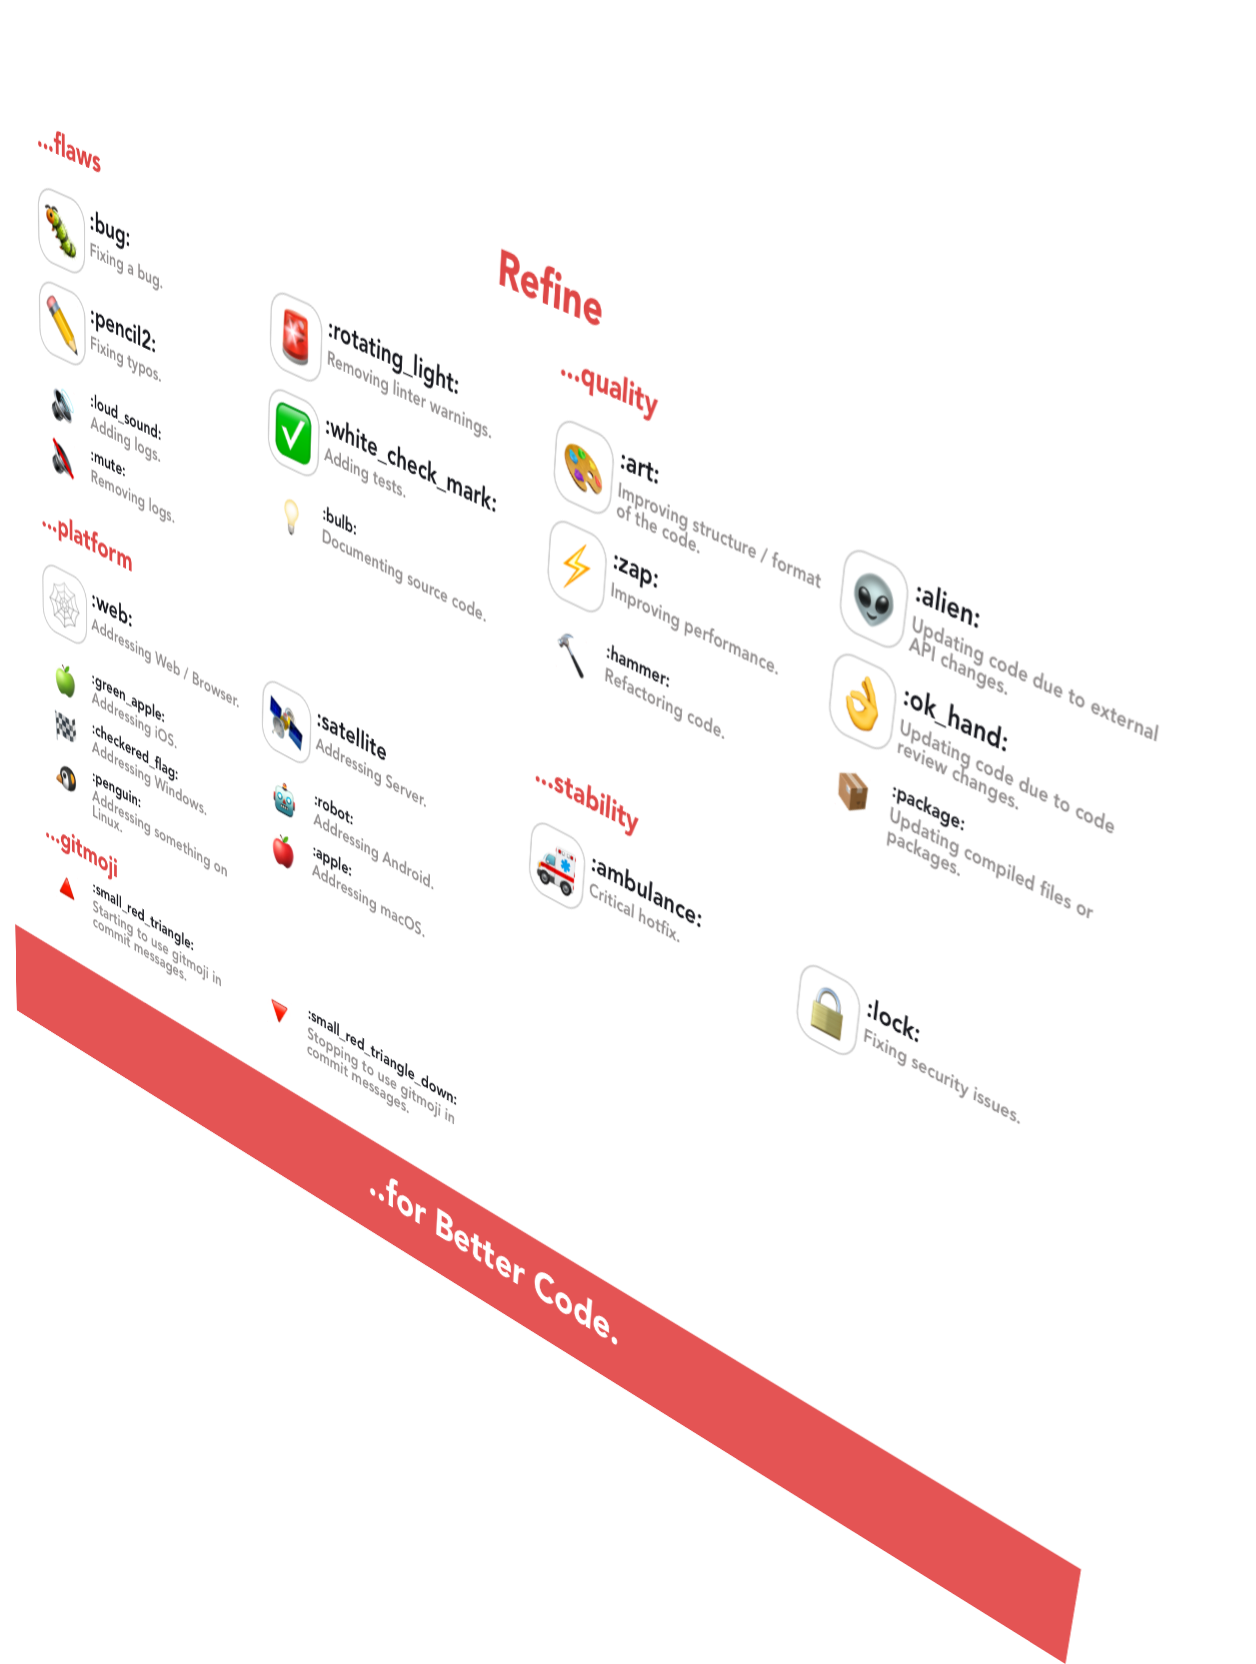 Refine
...flaws
:bug:
Fixing a bug.
:pencil2:
Fixing typos.
:loud_sound:
Adding logs.
:mute:
Removing logs.
:rotating_light:
Removing linter warnings.
:white_check_mark:
Adding tests.
:bulb:
Documenting source code.
...quality
:art:
Improving structure / format
of the code.
:zap:
Improving performance.
:hammer:
Refactoring code.
:alien:
Updating code due to external
API changes.
:ok_hand:
Updating code due to code
review changes.
:package:
Updating compiled files or
packages.
...platform
:web:
Addressing Web / Browser.
:green_apple:
Addressing iOS.
:checkered_flag:
Addressing Windows.
:penguin:
Addressing something on
Linux.
:satellite
Addressing Server.
:robot:
Addressing Android.
:apple:
Addressing macOS.
...stability
:ambulance:
Critical hotfix.
:lock:
Fixing security issues.
...gitmoji
:small_red_triangle:
Starting to use gitmoji in
commit messages.
:small_red_triangle_down:
Stopping to use gitmoji in
commit messages.
..for Better Code.